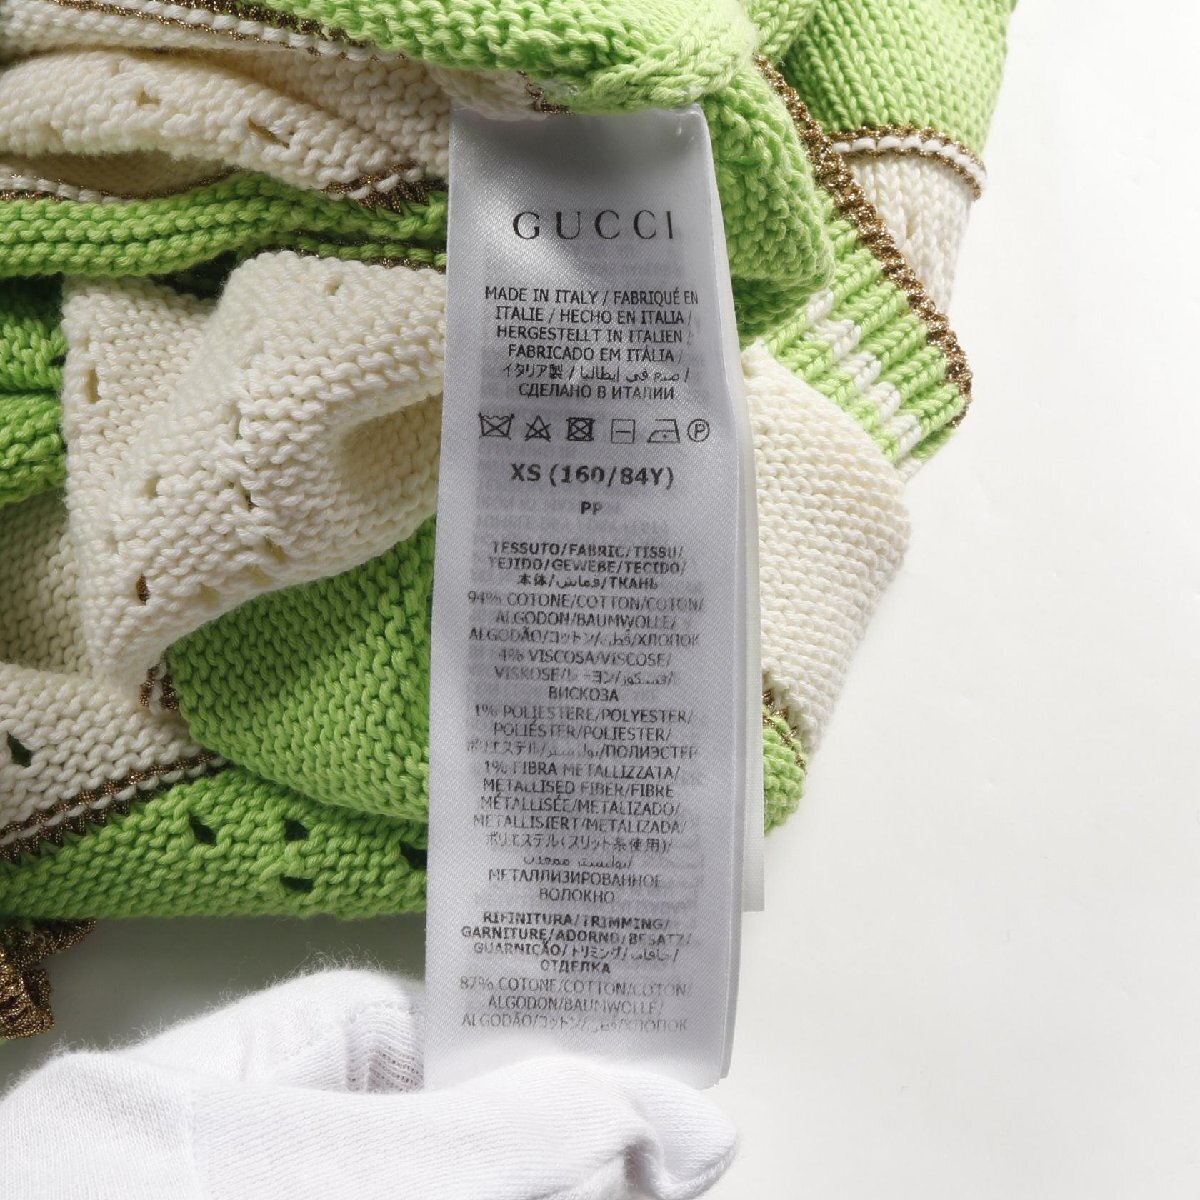 GUCCI
MADE IN ITALY / FABRIQUÉ EN
ITALIE / HECHO EN ITALIA /
HERGESTELLT IN ITALIEN /
FABRICADO EM ITÁLIA /
イタリア製 / صنع في إيطاليا /
СДЕЛАНО В ИТАЛИИ
P
XS (160/84Y)
PP
TESSUTO/FABRIC/TISSU/
TEJIDO/GEWEBE/TECIDO/
本体/قماش/ТКАНЬ
94% COTONE/COTTON/COTON/
ALGODON/BAUMWOLLE/
ALGODÃO/コットン/قطن/ХЛОПОК
4% VISCOSA/VISCOSE/
VISKOSE/レーヨン/فسكوز/
ВИСКОЗА
1% POLIESTERE/POLYESTER/
POLIÉSTER/POLIESTER/
ポリエステル/بوليستر/ПОЛИЭСТЕР
1% FIBRA METALLIZZATA/
METALLISED FIBER/FIBRE
MÉTALLISÉE/METALIZADO/
METALLISIERT/METALIZADA/
ポリエステル(スリット糸使用)/
بوليستر معدن/
МЕТАЛЛИЗИРОВАННОЕ
ВОЛОКНО
RIFINITURA/TRIMMING/
GARNITURE/ADORNO/BESATZ/
GUARNIÇÃO/トリミング/حافات/
ОТДЕЛКА
87% COTONE/COTTON/COTON/
ALGODON/BAUMWOLLE/
ALGODÃO/コットン/قطن/ХЛОПОК